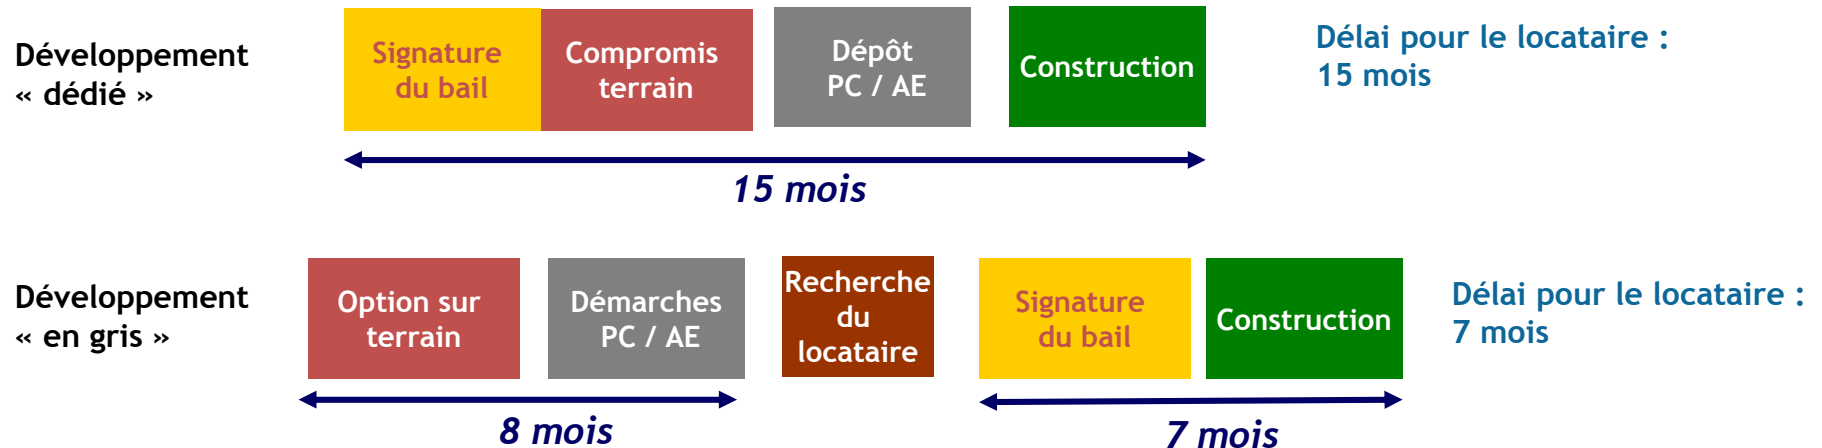 Développement
« dédié »
Signature
du bail
Compromis
terrain
Dépôt
PC / AE
Construction
Délai pour le locataire :
15 mois
15 mois
Développement
« en gris »
Option sur
terrain
Démarches
PC / AE
Recherche
du
locataire
Signature
du bail
Construction
Délai pour le locataire :
7 mois
8 mois
7 mois